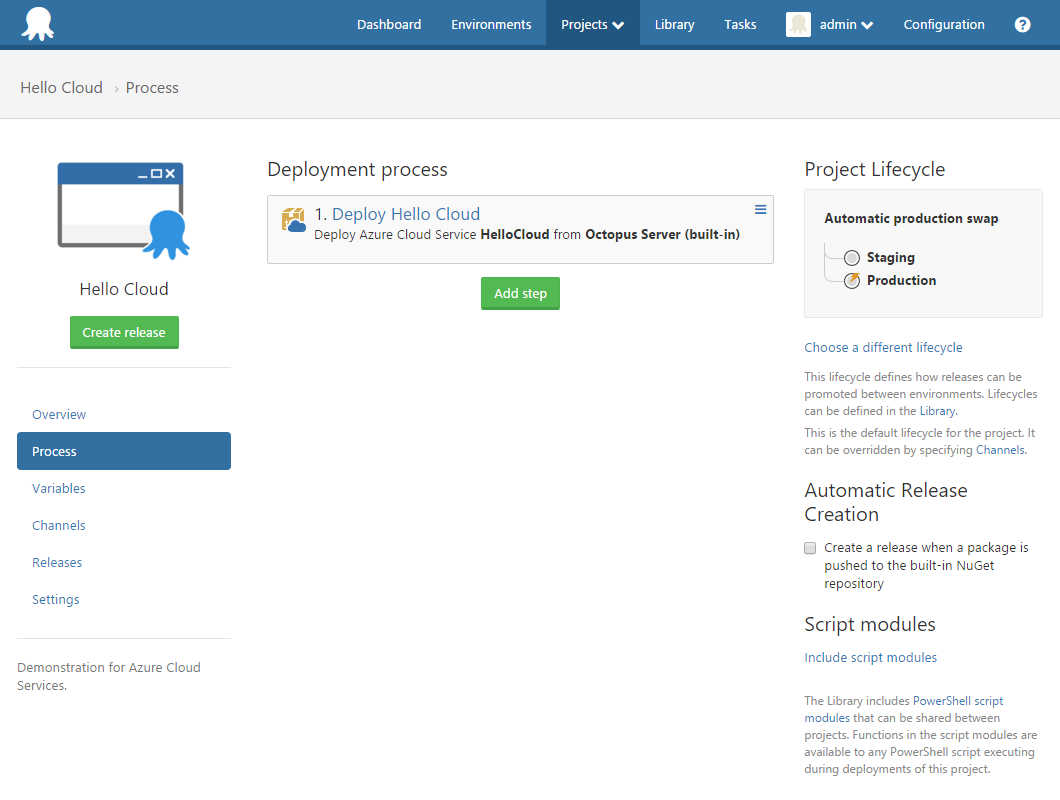 Dashboard Environments Projects Library Tasks admin Configuration ?
Hello Cloud › Process
Hello Cloud
Create release
Overview
Process
Variables
Channels
Releases
Settings
Demonstration for Azure Cloud
Services.
Deployment process
1. Deploy Hello Cloud
Deploy Azure Cloud Service HelloCloud from Octopus Server (built-in)
Add step
Project Lifecycle
Automatic production swap
Staging
Production
Choose a different lifecycle
This lifecycle defines how releases can be
promoted between environments. Lifecycles
can be defined in the Library.
This is the default lifecycle for the project. It
can be overridden by specifying Channels.
Automatic Release
Creation
Create a release when a package is
pushed to the built-in NuGet
repository
Script modules
Include script modules
The Library includes PowerShell script
modules that can be shared between
projects. Functions in the script modules are
available to any PowerShell script executing
during deployments of this project.